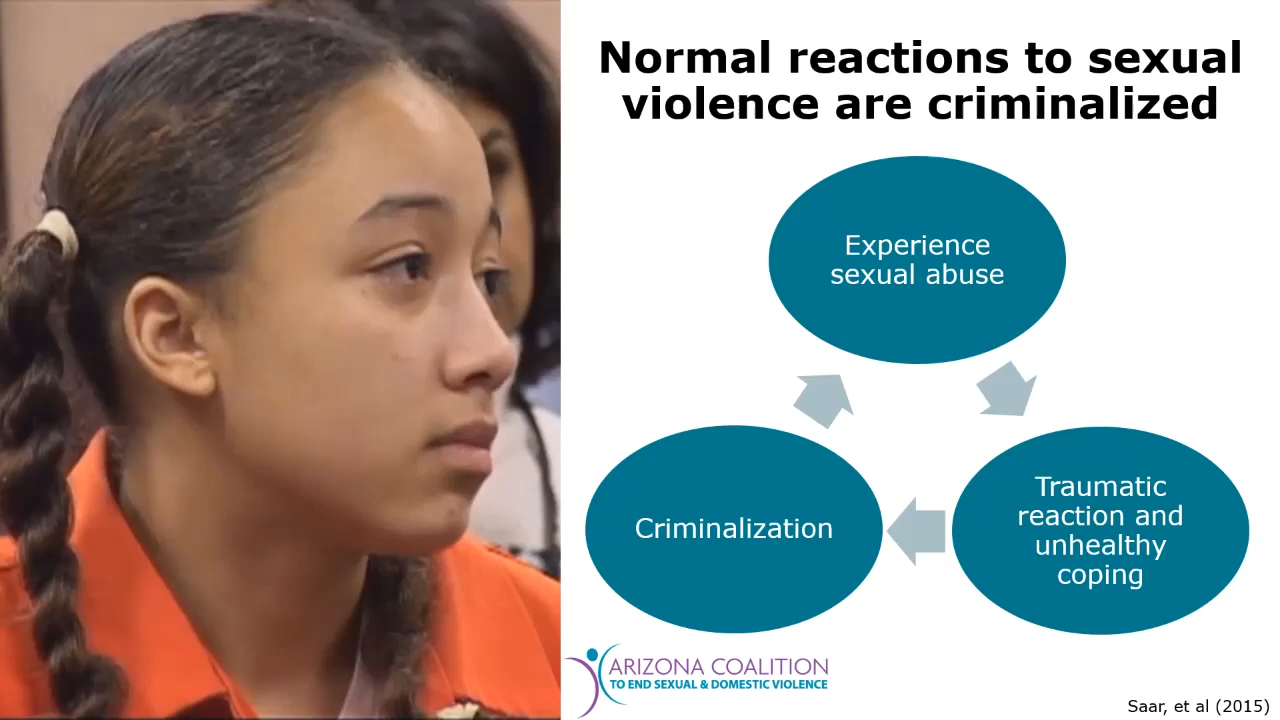 Normal reactions to sexual
violence are criminalized
Experience
sexual abuse
Traumatic
reaction and
unhealthy
coping
Criminalization
ARIZONA COALITION
TO END SEXUAL & DOMESTIC VIOLENCE
Saar, et al (2015)